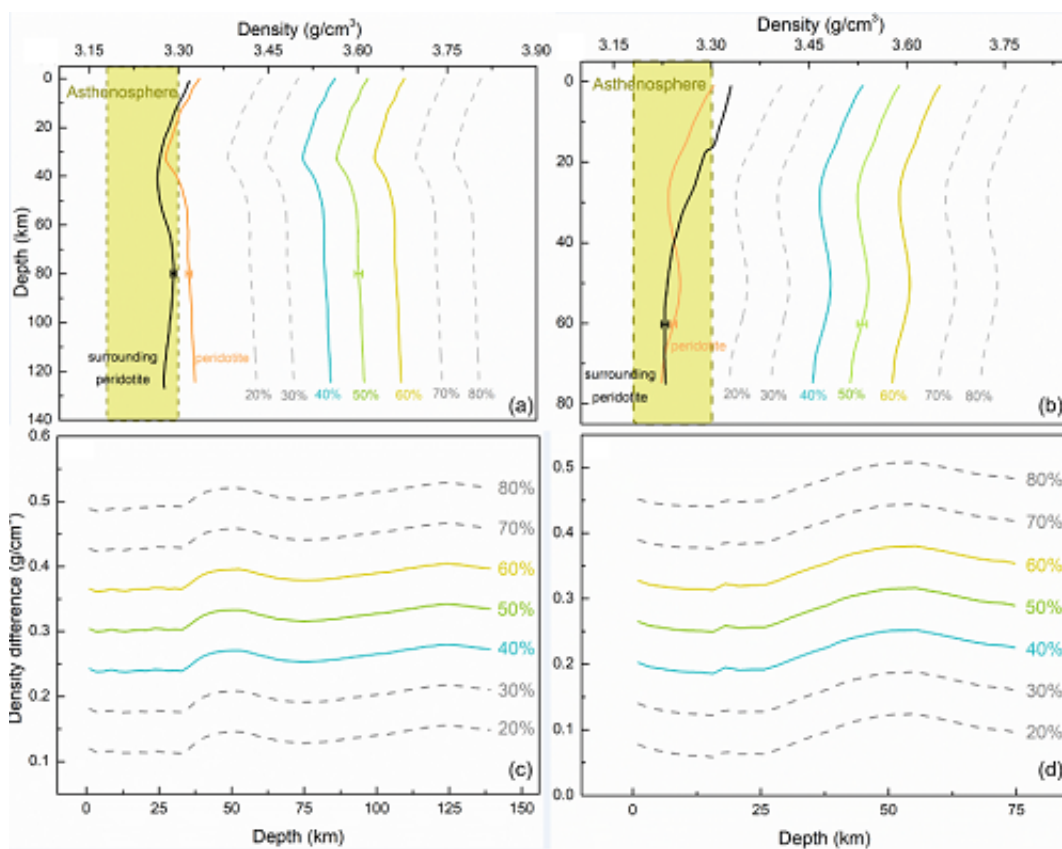 Density (g/cm³)
3.15 3.30 3.45 3.60 3.75 3.90
Depth (km)
0
20
40
60
80
100
120
140
Asthenosphere
surrounding
peridotite
peridotite
20% 30% 40% 50% 60% 70% 80%
(a)
Density (g/cm³)
3.15 3.30 3.45 3.60 3.75
0
20
40
60
80
Asthenosphere
peridotite
surrounding
peridotite
20% 30% 40% 50% 60% 70% 80%
(b)
Density difference (g/cm³)
0.6
0.5
0.4
0.3
0.2
0.1
80%
70%
60%
50%
40%
30%
20%
(c)
0 25 50 75 100 125 150
Depth (km)
0.5
0.4
0.3
0.2
0.1
0.0
80%
70%
60%
50%
40%
30%
20%
(d)
0 25 50 75
Depth (km)